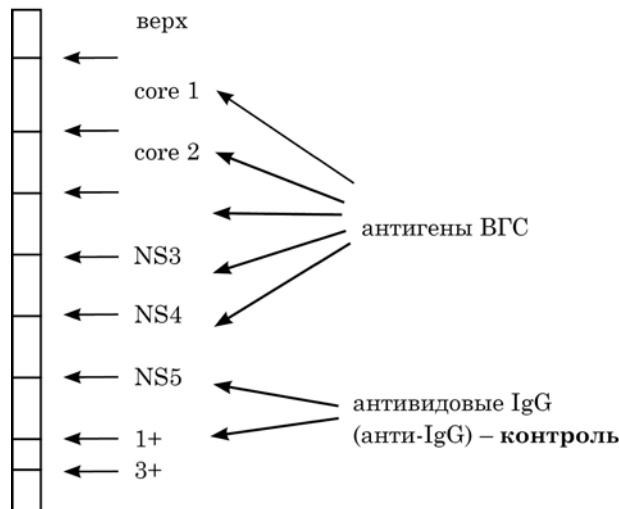 верх
core 1
core 2
антигены ВГС
NS3
NS4
NS5
антивидовые IgG
(анти-IgG) – контроль
1+
3+